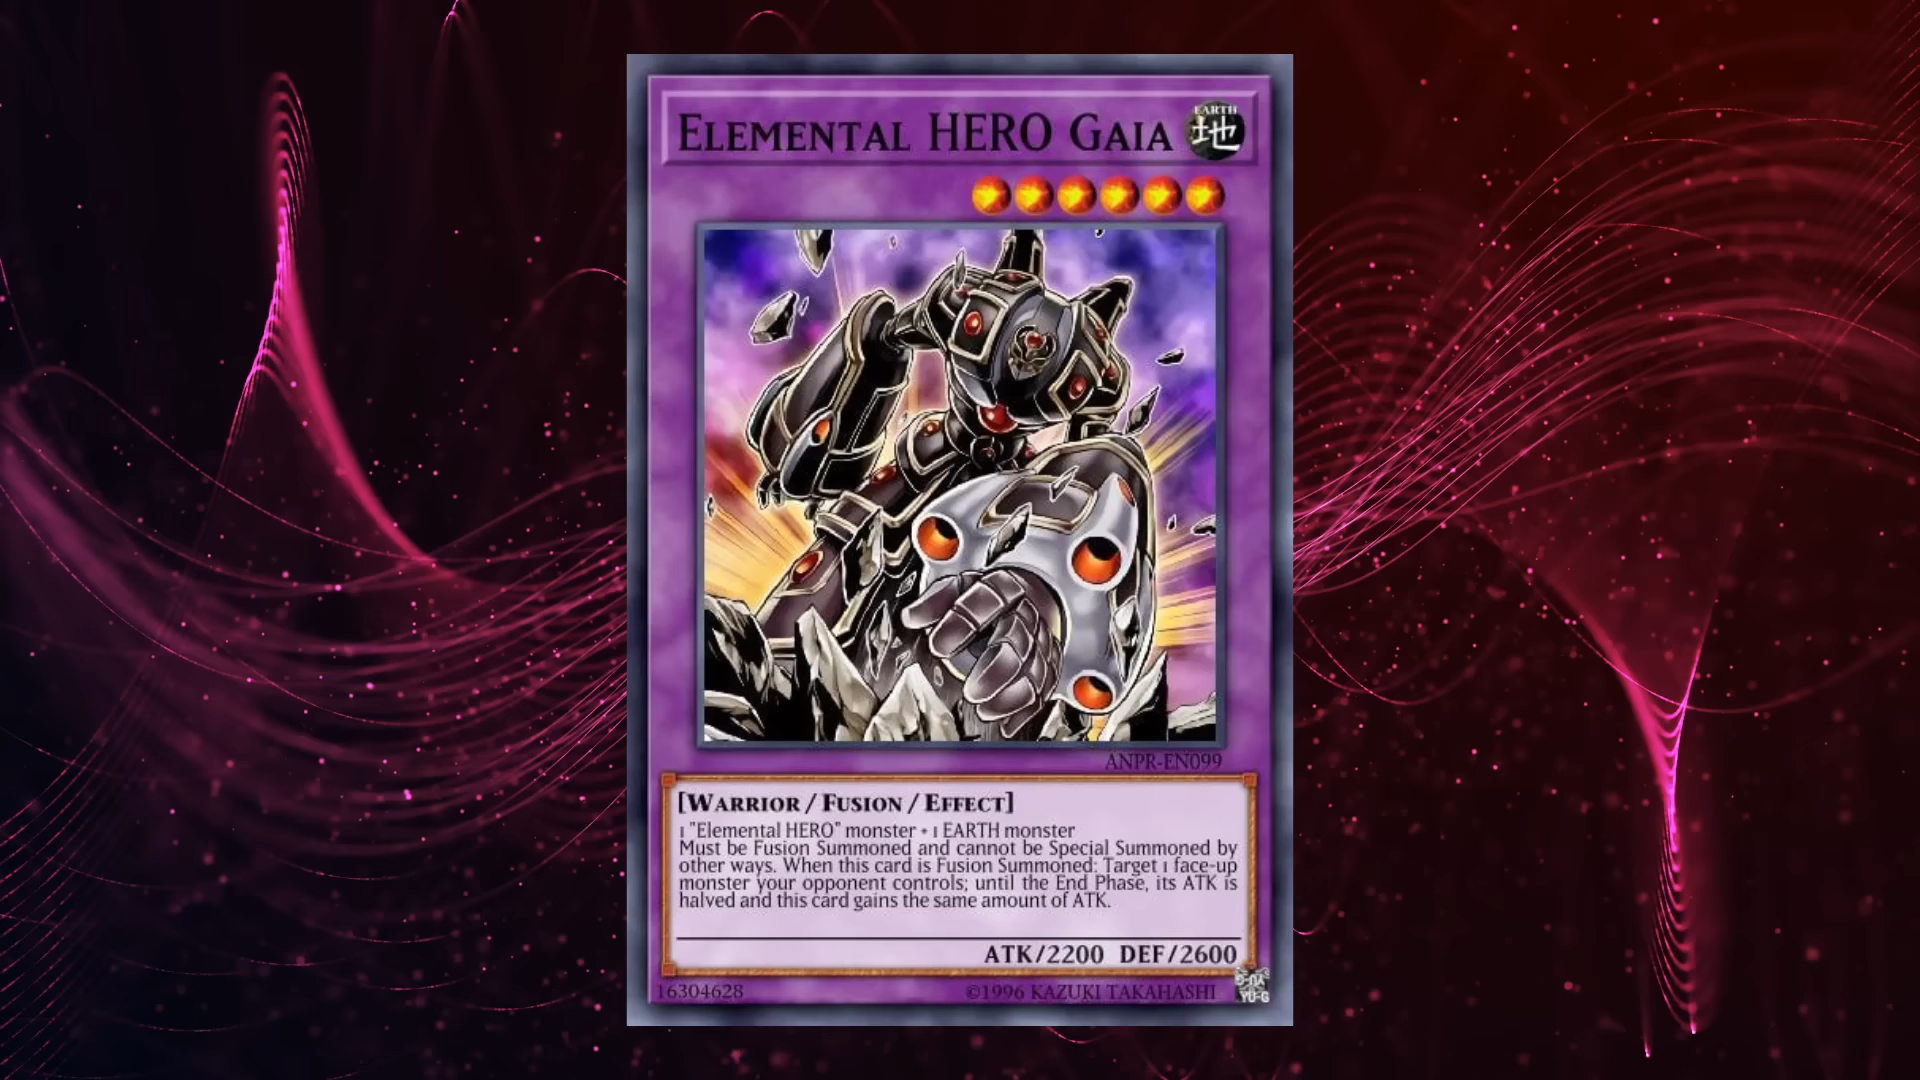 ELEMENTAL HERO GAIA
EARTH
地
ANPR-EN099
[WARRIOR / FUSION / EFFECT]
1 "Elemental HERO" monster + 1 EARTH monster
Must be Fusion Summoned and cannot be Special Summoned by
other ways. When this card is Fusion Summoned: Target 1 face-up
monster your opponent controls; until the End Phase, its ATK is
halved and this card gains the same amount of ATK.
ATK/2200 DEF/2600
16304628
©1996 KAZUKI TAKAHASHI